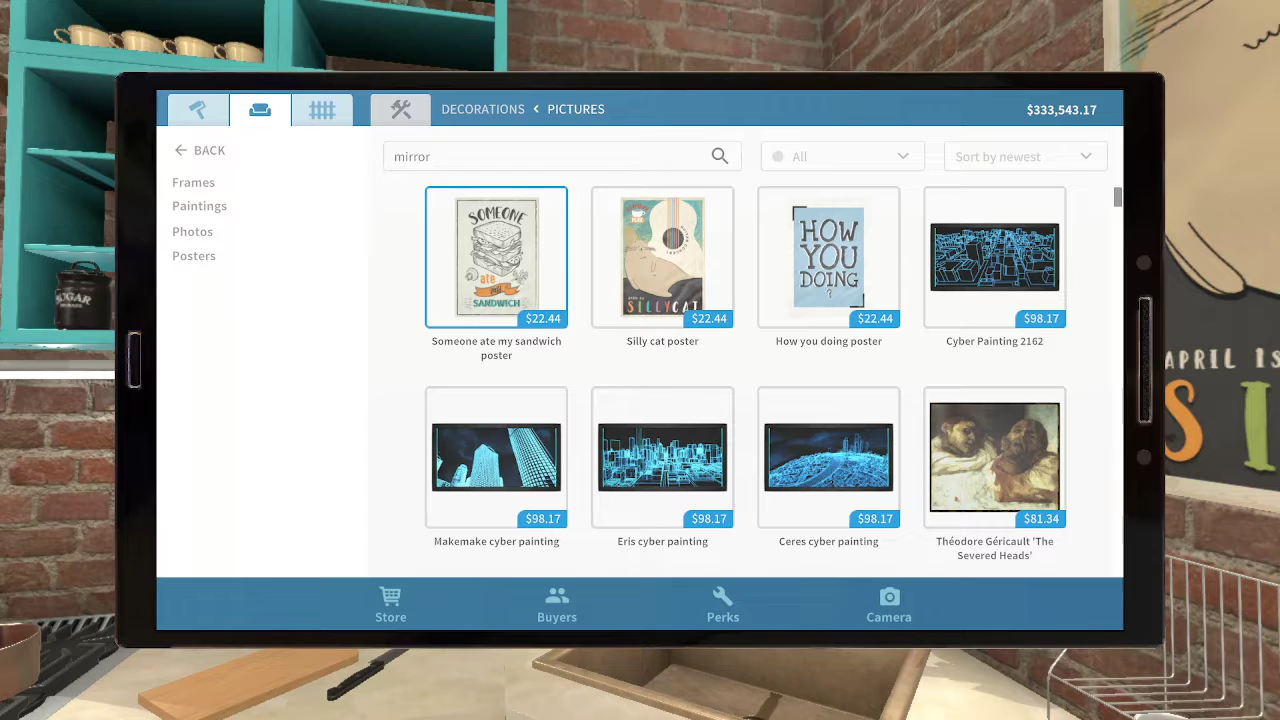 DECORATIONS < PICTURES
$333,543.17
BACK
mirror
All
Sort by newest
Frames
Paintings
Photos
Posters
SOMEONE
ate
SANDWICH
SILLYCAT
HOW
YOU
DOING
?
$22.44
$22.44
$22.44
$98.17
Someone ate my sandwich
poster
Silly cat poster
How you doing poster
Cyber Painting 2162
$98.17
$98.17
$98.17
$81.34
Makemake cyber painting
Eris cyber painting
Ceres cyber painting
Théodore Géricault 'The
Severed Heads'
Store
Buyers
Perks
Camera
SUGAR
APRIL IS
S I